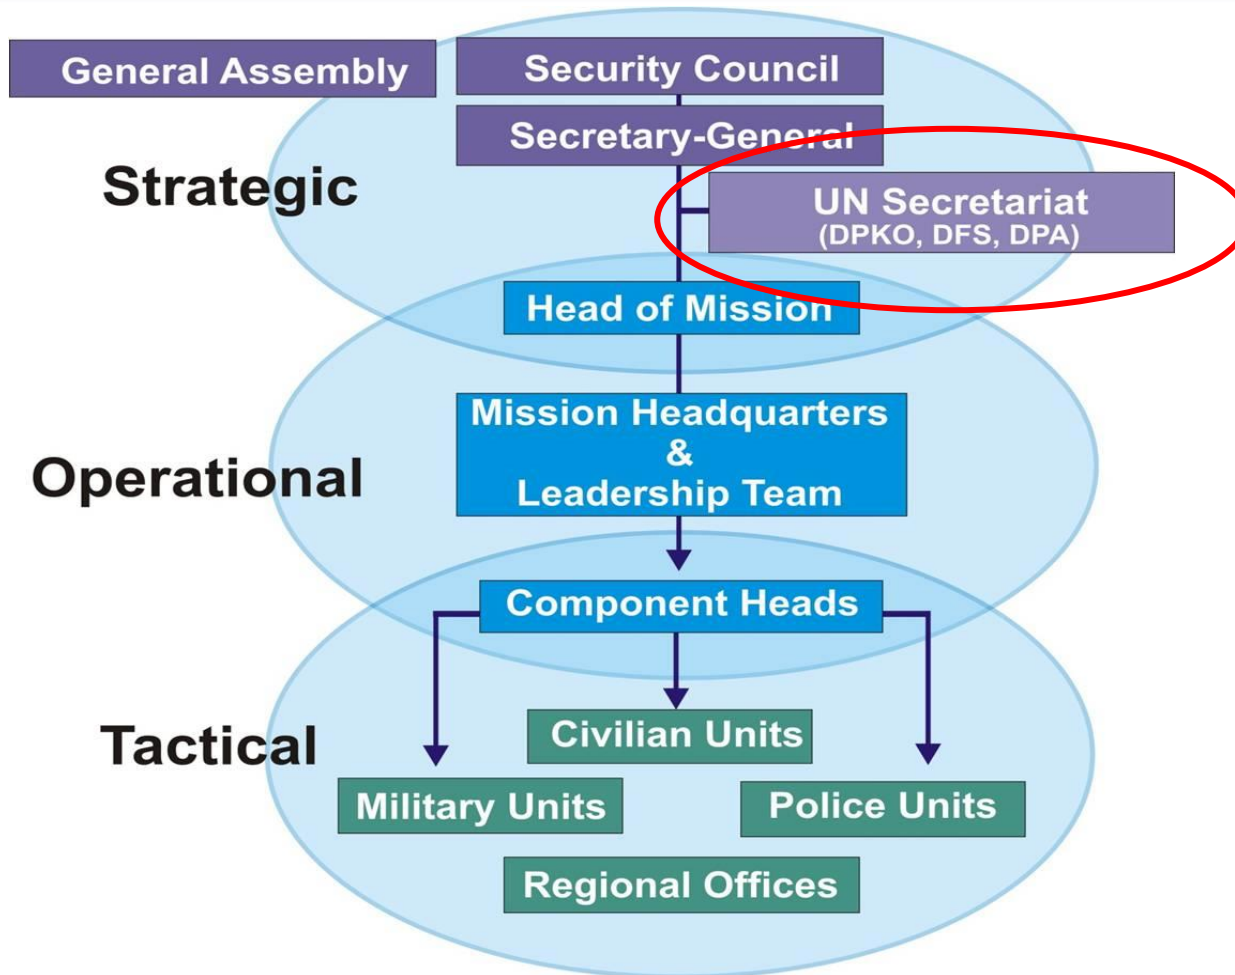 General Assembly
Security Council
Secretary-General
Strategic
UN Secretariat
(DPKO, DFS, DPA)
Head of Mission
Mission Headquarters
&
Leadership Team
Operational
Component Heads
Tactical
Civilian Units
Military Units
Police Units
Regional Offices